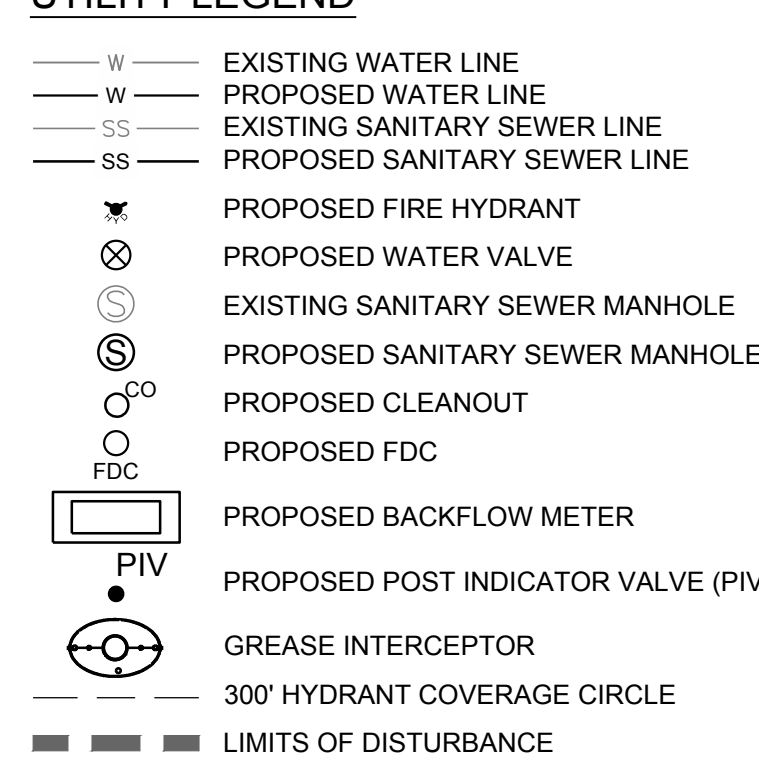 UTILITY LEGEND
W EXISTING WATER LINE
W PROPOSED WATER LINE
SS EXISTING SANITARY SEWER LINE
SS PROPOSED SANITARY SEWER LINE
HYD PROPOSED FIRE HYDRANT
PROPOSED WATER VALVE
S EXISTING SANITARY SEWER MANHOLE
S PROPOSED SANITARY SEWER MANHOLE
CO PROPOSED CLEANOUT
FDC PROPOSED FDC
PROPOSED BACKFLOW METER
PIV PROPOSED POST INDICATOR VALVE (PIV
GREASE INTERCEPTOR
300' HYDRANT COVERAGE CIRCLE
LIMITS OF DISTURBANCE